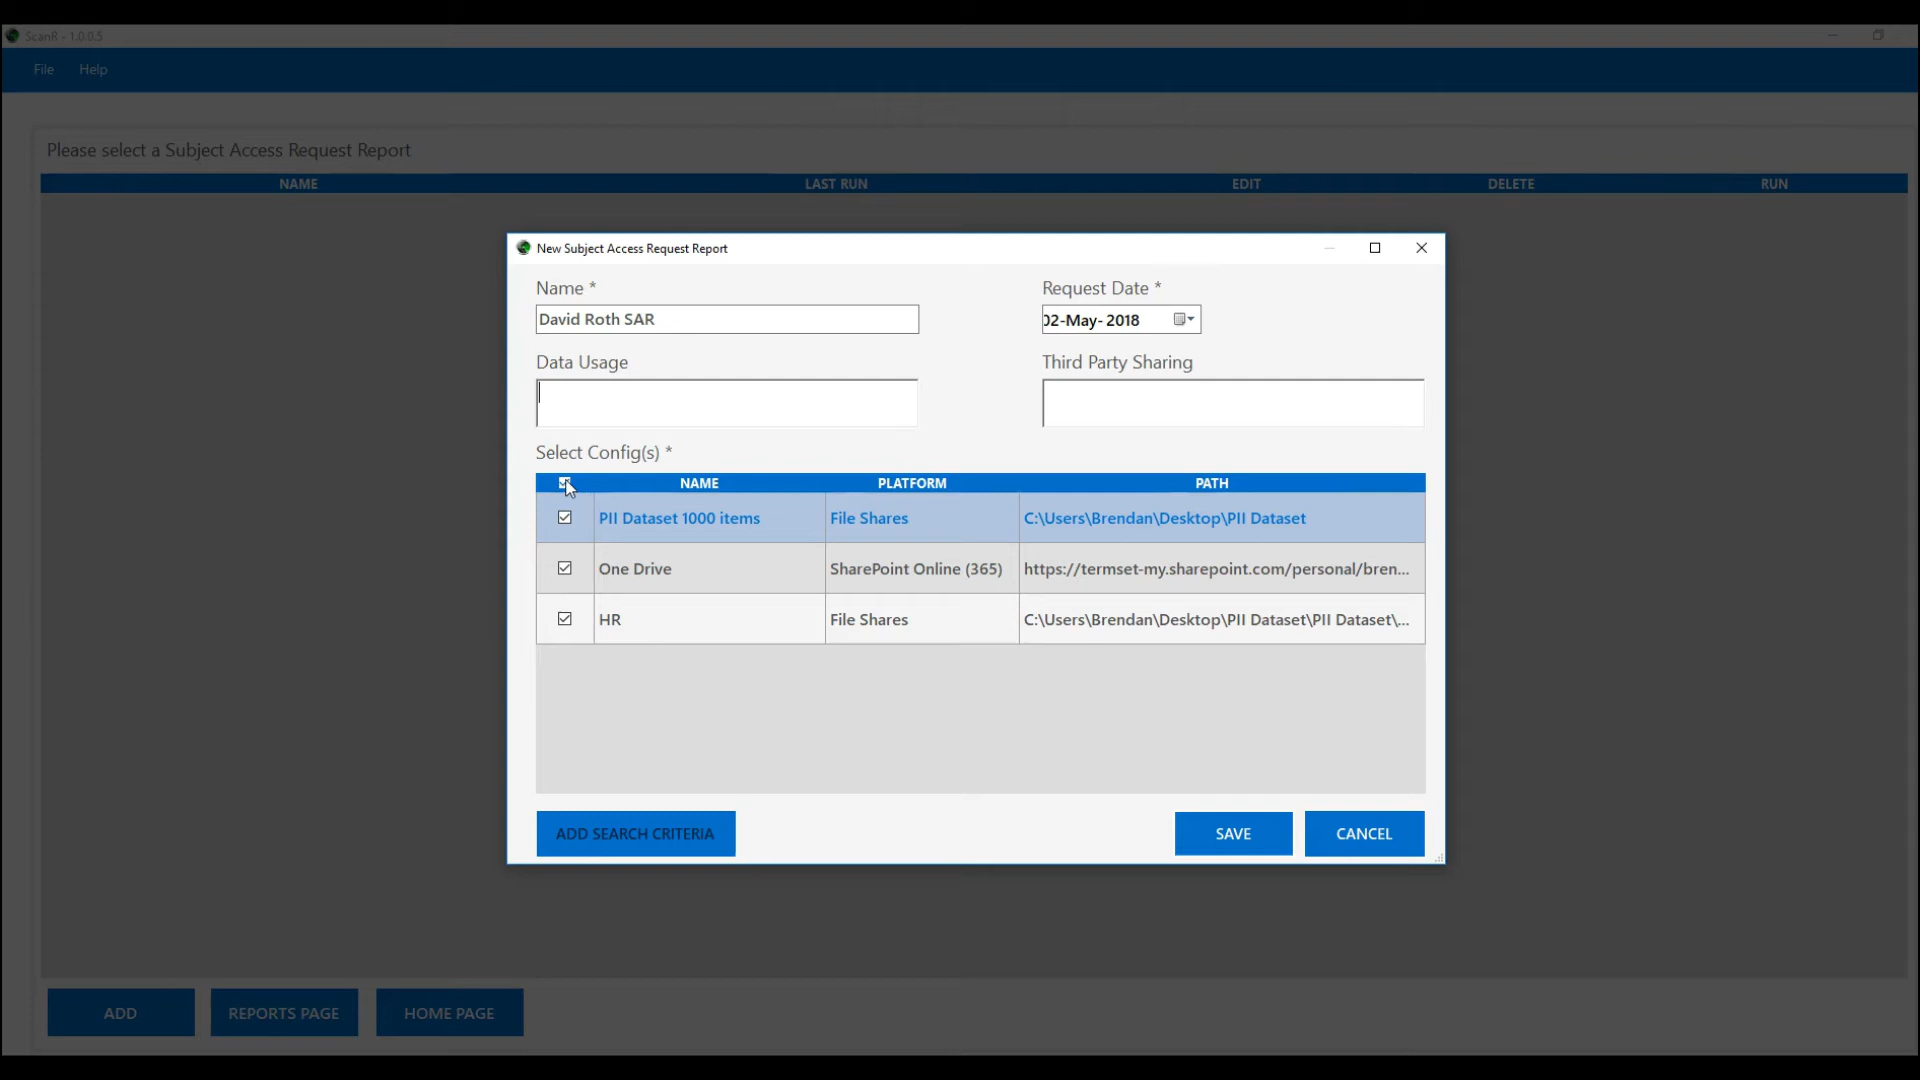 ScanR - 1.0.0.5
File Help
Please select a Subject Access Request Report
NAME LAST RUN EDIT DELETE RUN
New Subject Access Request Report
Name * Request Date *
David Roth SAR 02-May- 2018
Data Usage Third Party Sharing
Select Config(s) *
NAME PLATFORM PATH
PII Dataset 1000 items File Shares C:\Users\Brendan\Desktop\PII Dataset
One Drive SharePoint Online (365) https://termset-my.sharepoint.com/personal/bren...
HR File Shares C:\Users\Brendan\Desktop\PII Dataset\PII Dataset\...
ADD SEARCH CRITERIA SAVE CANCEL
ADD REPORTS PAGE HOME PAGE